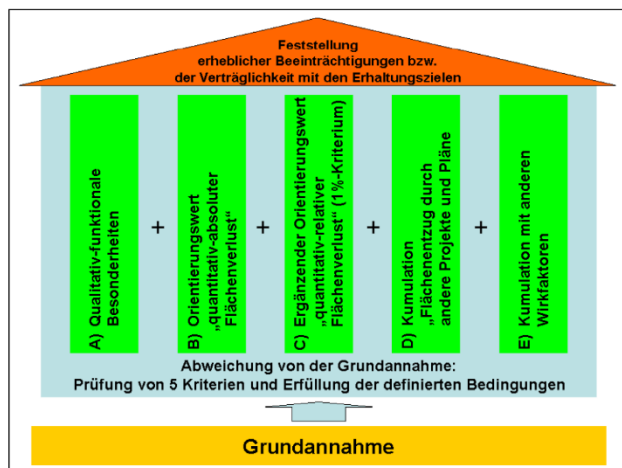 Feststellung
erheblicher Beeinträchtigungen bzw.
der Verträglichkeit mit den Erhaltungszielen
A) Qualitativ-funktionale
Besonderheiten
+
B) Orientierungswert
„quantitativ-absoluter
Flächenverlust“
+
C) Ergänzender Orientierungswert
„quantitativ-relativer
Flächenverlust“ (1%-Kriterium)
+
D) Kumulation
„Flächenentzug durch
andere Projekte und Pläne
+
E) Kumulation mit anderen
Wirkfaktoren
Abweichung von der Grundannahme:
Prüfung von 5 Kriterien und Erfüllung der definierten Bedingungen
Grundannahme